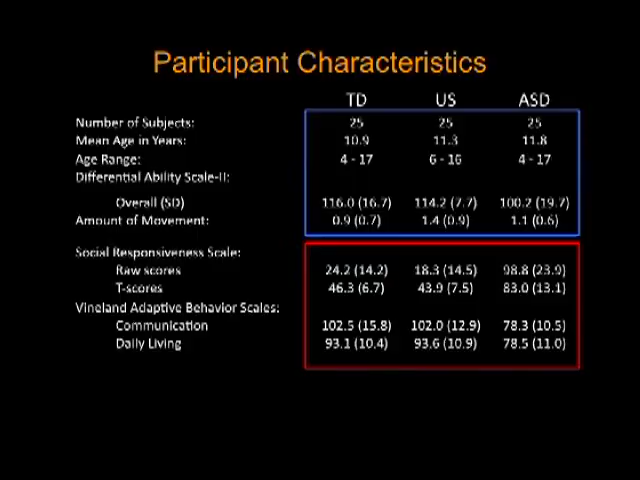 Participant Characteristics
TD US ASD
Number of Subjects: 25 25 25
Mean Age in Years: 10.9 11.3 11.8
Age Range: 4 - 17 6 - 16 4 - 17
Differential Ability Scale-II:
Overall (SD) 116.0 (16.7) 114.2 (7.7) 100.2 (19.7)
Amount of Movement: 0.9 (0.7) 1.4 (0.9) 1.1 (0.6)
Social Responsiveness Scale:
Raw scores 24.2 (14.2) 18.3 (14.5) 98.8 (23.9)
T-scores 46.3 (6.7) 43.9 (7.5) 83.0 (13.1)
Vineland Adaptive Behavior Scales:
Communication 102.5 (15.8) 102.0 (12.9) 78.3 (10.5)
Daily Living 93.1 (10.4) 93.6 (10.9) 78.5 (11.0)